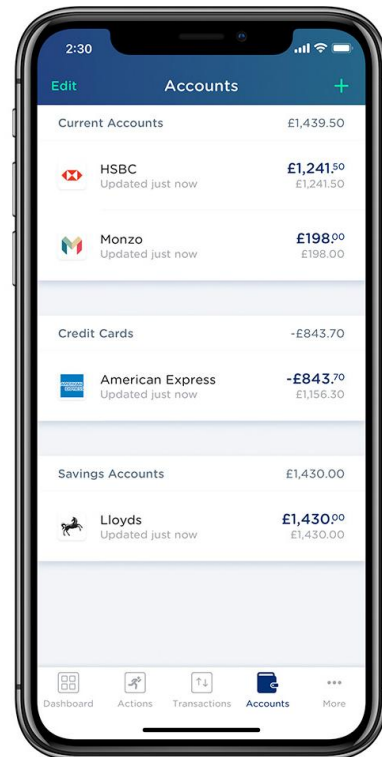 2:30
Edit Accounts +
Current Accounts £1,439.50
HSBC £1,241.50
Updated just now £1,241.50
Monzo £198.00
Updated just now £198.00
Credit Cards -£843.70
American Express -£843.70
Updated just now £1,156.30
Savings Accounts £1,430.00
Lloyds £1,430.00
Updated just now £1,430.00
Dashboard Actions Transactions Accounts More